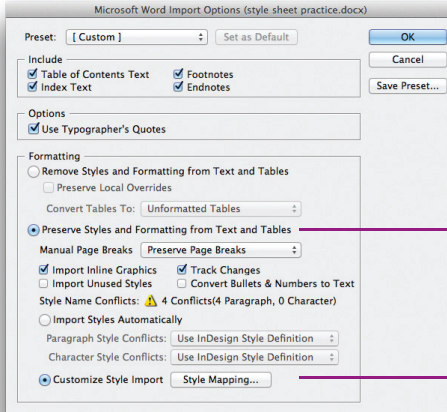 Microsoft Word Import Options (style sheet practice.docx)
Preset: [ Custom ] Set as Default OK
Cancel
Save Preset...
Include
Table of Contents Text Footnotes
Index Text Endnotes
Options
Use Typographer's Quotes
Formatting
Remove Styles and Formatting from Text and Tables
Preserve Local Overrides
Convert Tables To: Unformatted Tables
Preserve Styles and Formatting from Text and Tables
Manual Page Breaks Preserve Page Breaks
Import Inline Graphics Track Changes
Import Unused Styles Convert Bullets & Numbers to Text
Style Name Conflicts: 4 Conflicts(4 Paragraph, 0 Character)
Import Styles Automatically
Paragraph Style Conflicts: Use InDesign Style Definition
Character Style Conflicts: Use InDesign Style Definition
Customize Style Import Style Mapping...